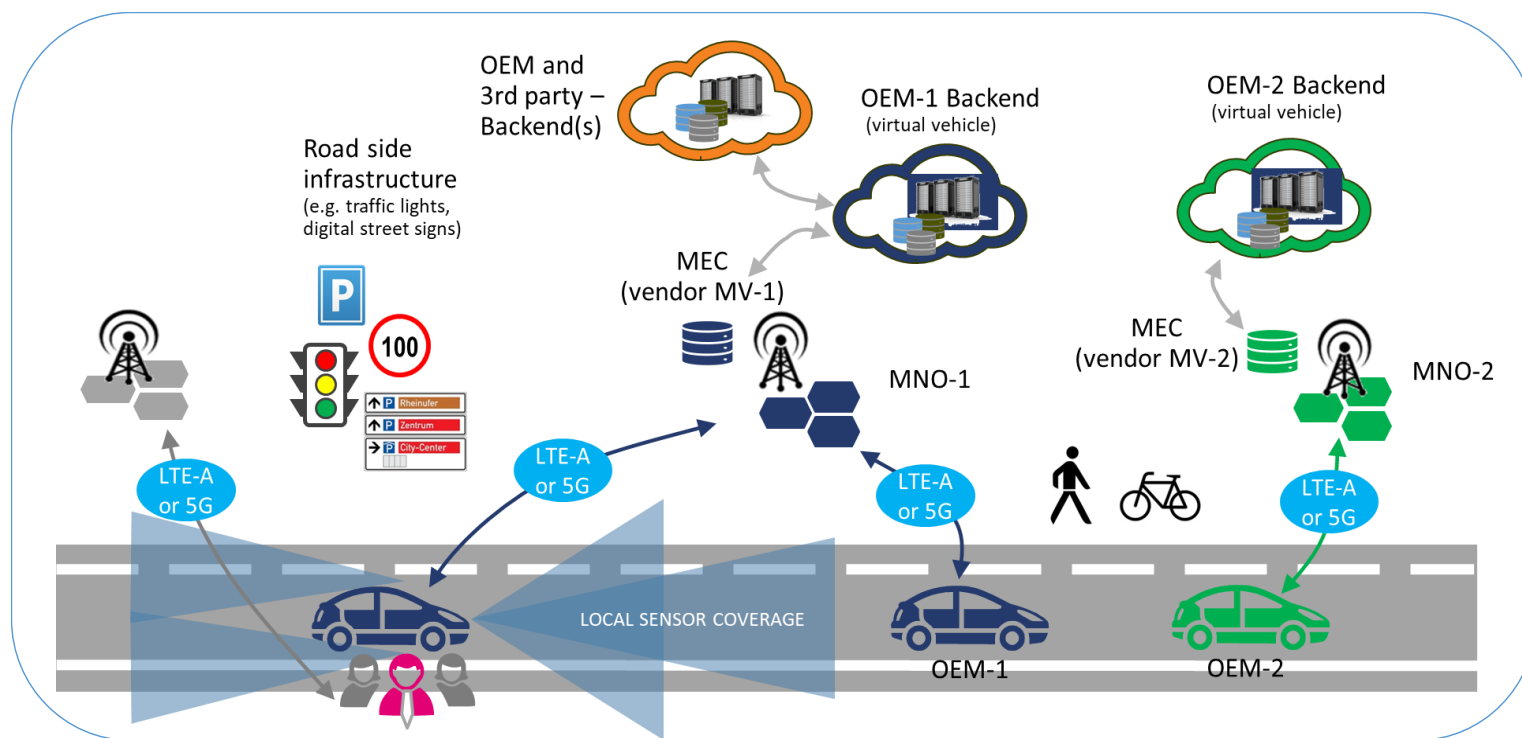 OEM and
3rd party –
Backend(s)
OEM-1 Backend
(virtual vehicle)
OEM-2 Backend
(virtual vehicle)
Road side
infrastructure
(e.g. traffic lights,
digital street signs)
MEC
(vendor MV-1)
MEC
(vendor MV-2)
P
100
MNO-1
MNO-2
P Rheinufer
P Zentrum
P City-Center
LTE-A
or 5G
LTE-A
or 5G
LTE-A
or 5G
LTE-A
or 5G
LOCAL SENSOR COVERAGE
OEM-1
OEM-2